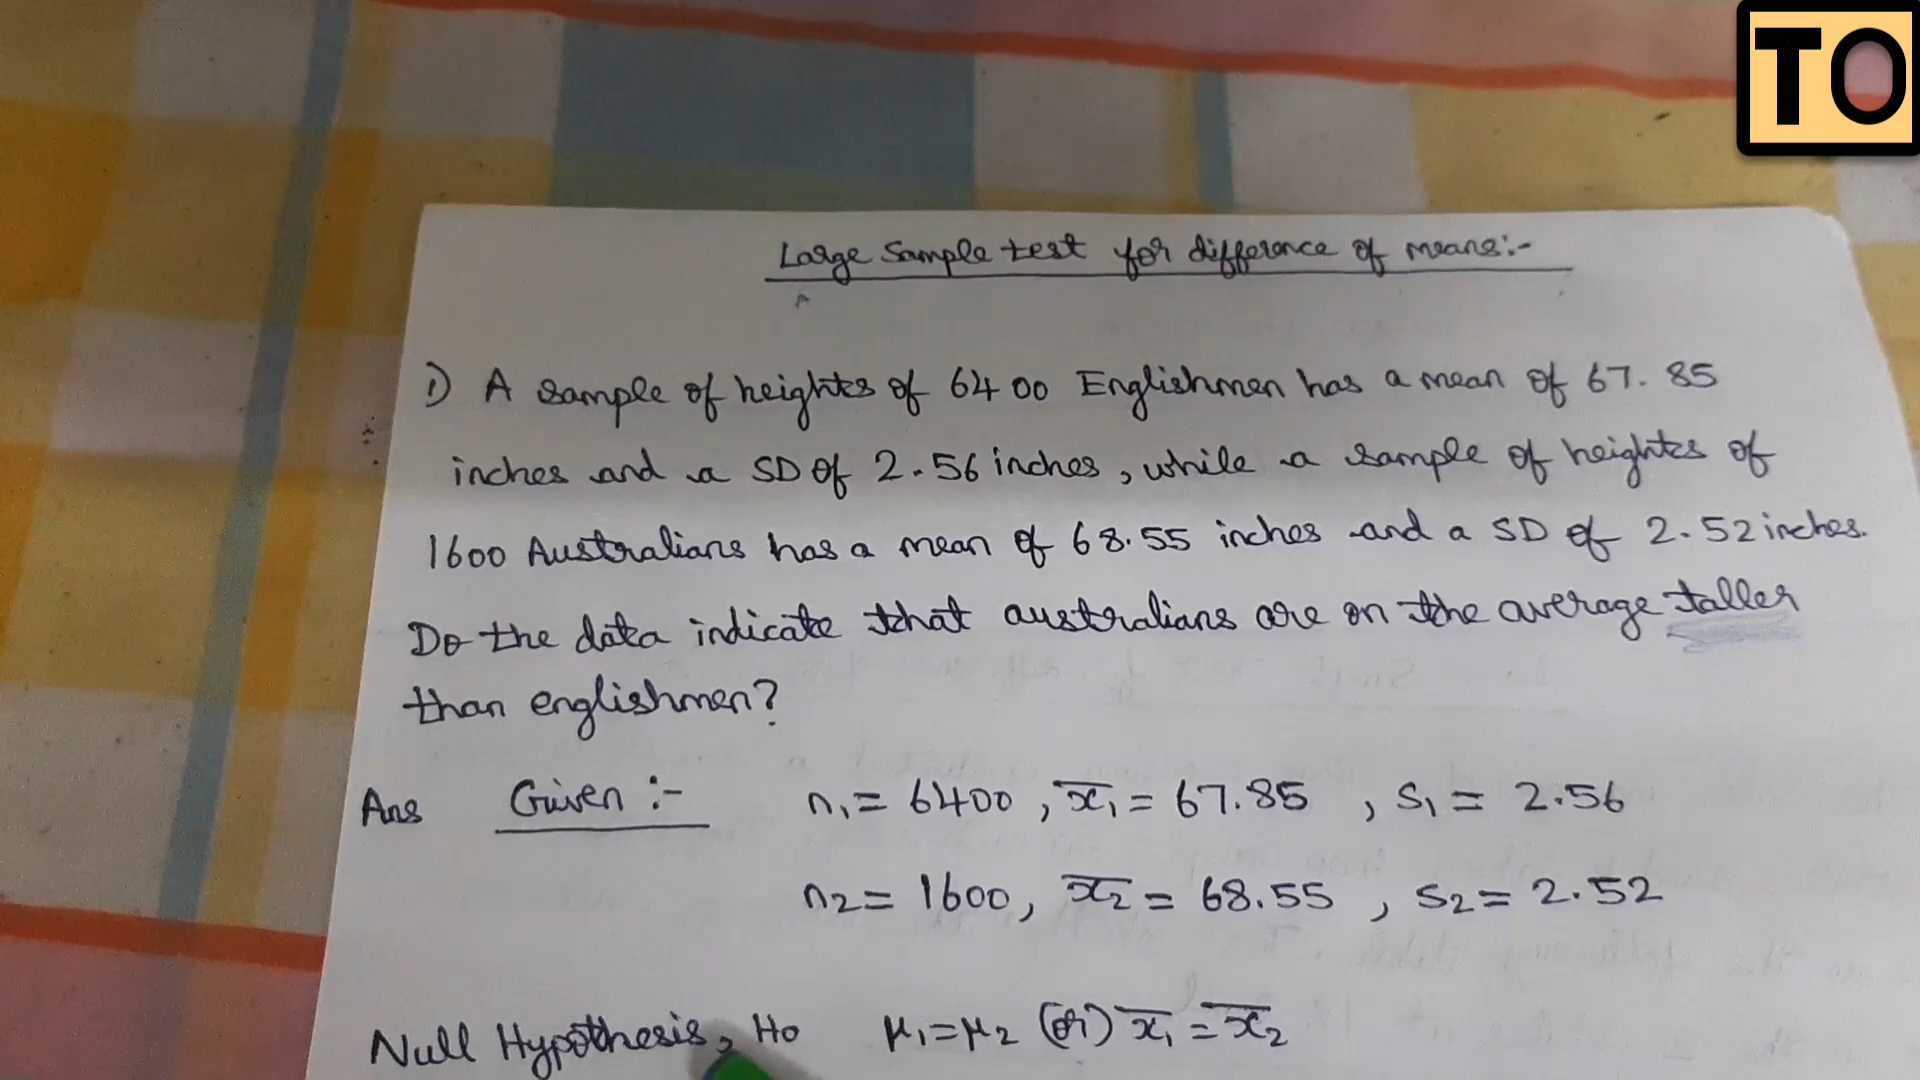 TO
Large Sample test for difference of means:-
1) A sample of heights of 6400 Englishmen has a mean of 67.85
inches and a SD of 2.56 inches, while a sample of heights of
1600 Australians has a mean of 68.55 inches and a SD of 2.52 inches.
Do the data indicate that australians are on the average taller
than englishmen?
Ans Given :- n₁ = 6400, x̄₁ = 67.85, s₁ = 2.56
n₂ = 1600, x̄₂ = 68.55, s₂ = 2.52
Null Hypothesis, Ho μ₁=μ₂ (or) x̄₁ = x̄₂